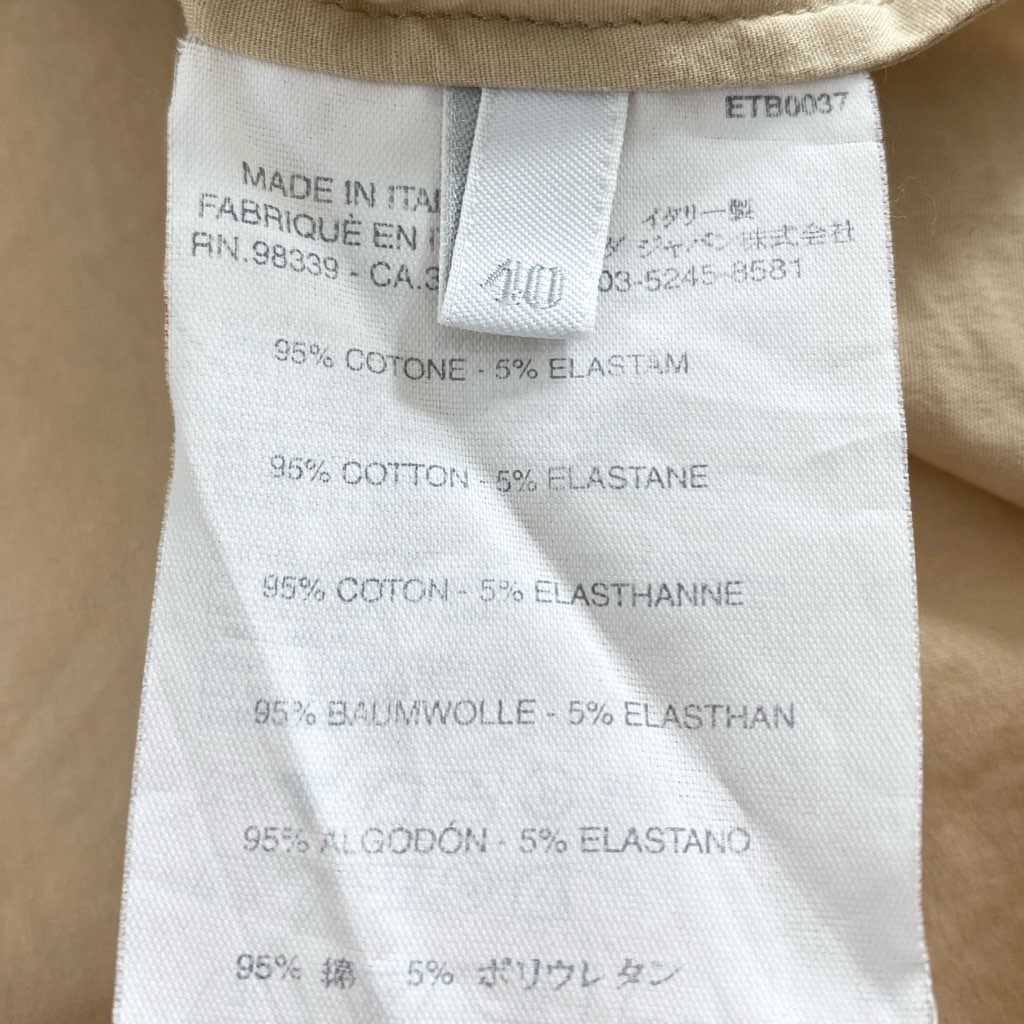 ETB0037
MADE IN ITA
イタリー製
FABRIQUÈ EN
ダ ジャパン株式会社
RN.98339 - CA.3
03-5245-8581
40
95% COTONE - 5% ELASTAM
95% COTTON - 5% ELASTANE
95% COTON - 5% ELASTHANNE
95% BAUMWOLLE - 5% ELASTHAN
95% ALGODÓN - 5% ELASTANO
95% 綿 5% ポリウレタン